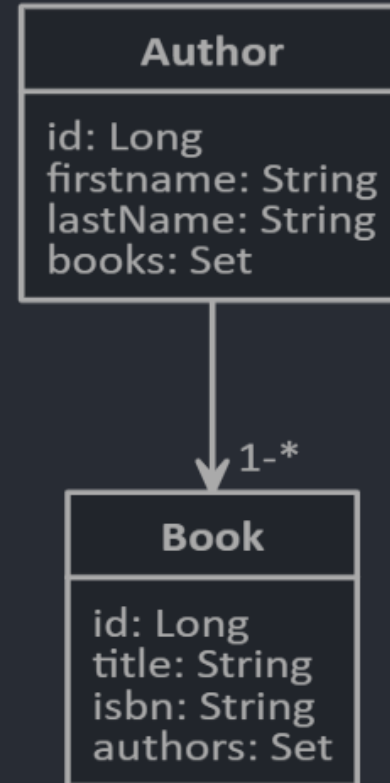 Author
id: Long
firstname: String
lastName: String
books: Set
1-*
Book
id: Long
title: String
isbn: String
authors: Set